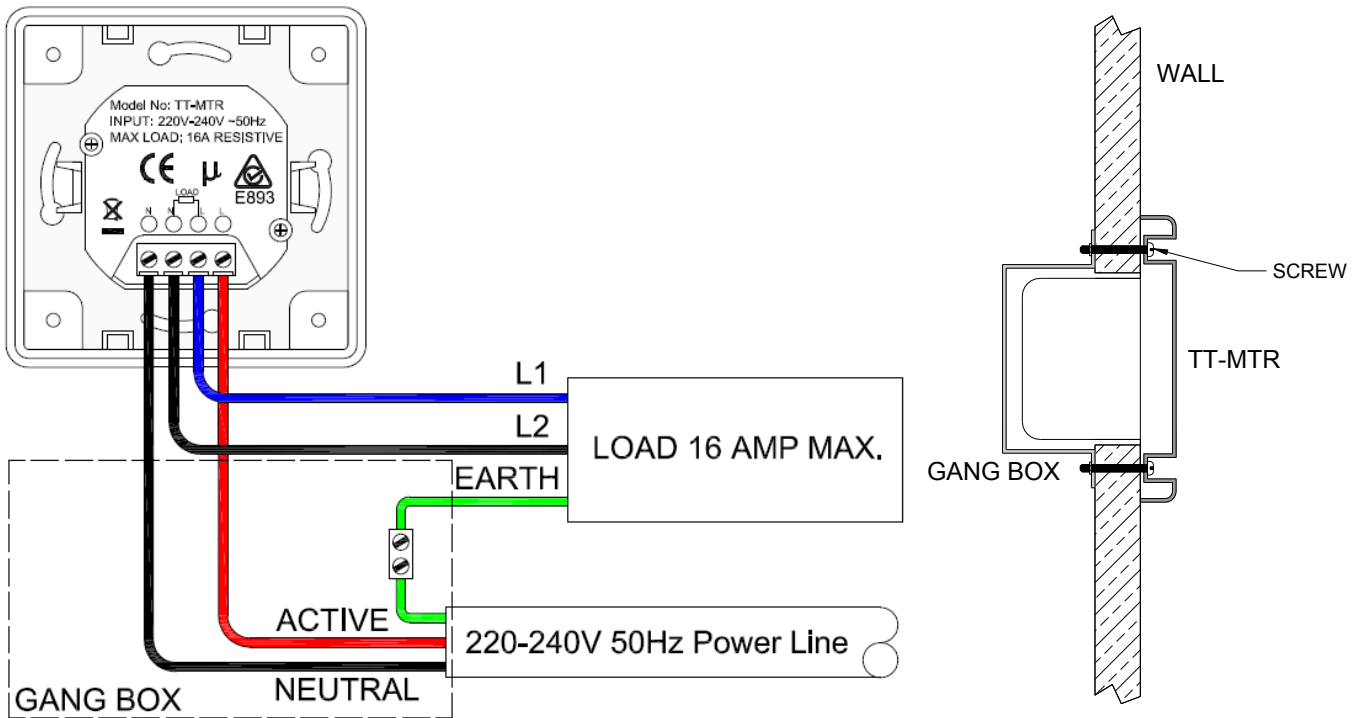 Model No: TT-MTR
INPUT: 220V-240V ~50Hz
MAX LOAD: 16A RESISTIVE
CE µ
E893
LOAD
N N L L
L1
L2
EARTH
LOAD 16 AMP MAX.
ACTIVE
NEUTRAL
220-240V 50Hz Power Line
GANG BOX
WALL
SCREW
TT-MTR
GANG BOX